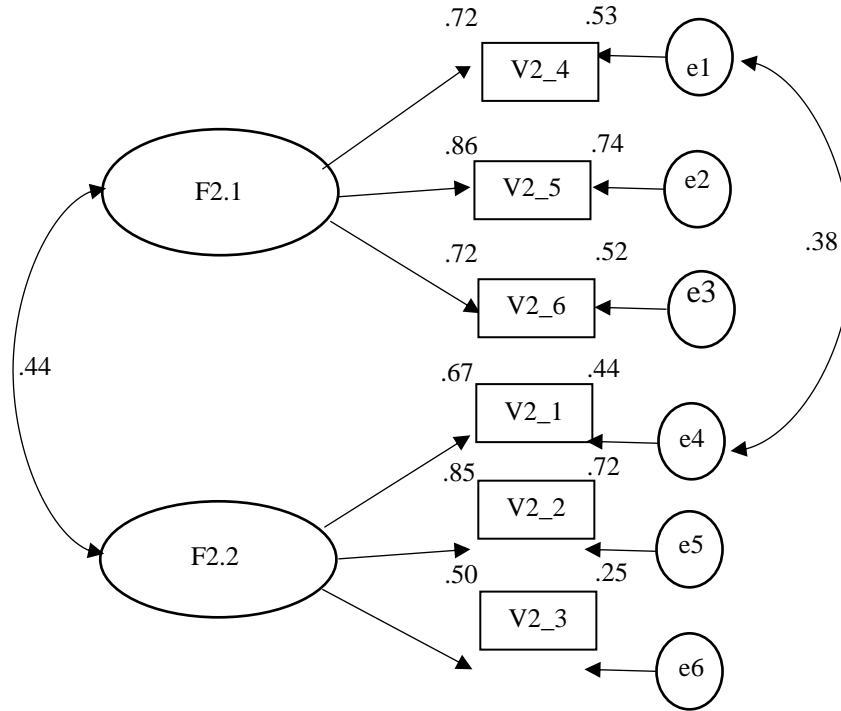 .72 .53
V2_4
e1
.86 .74
F2.1
V2_5
e2
.38
.72 .52
V2_6
e3
.44
.67 .44
V2_1
e4
.85 .72
V2_2
F2.2
e5
.50 .25
V2_3
e6